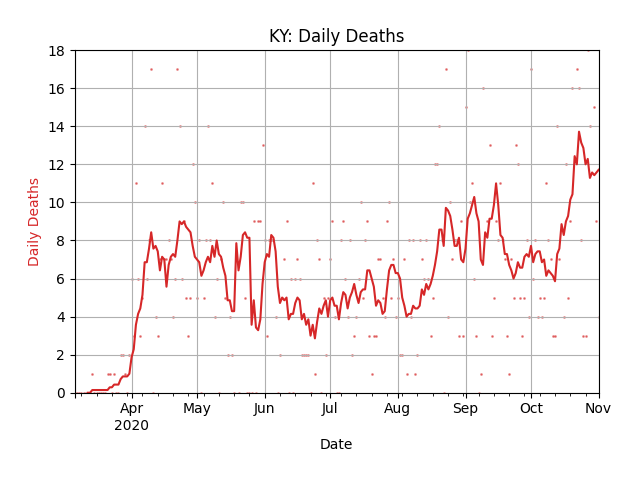 KY: Daily Deaths
Daily Deaths
18
16
14
12
10
8
6
4
2
0
Apr
2020
May
Jun
Jul
Aug
Sep
Oct
Nov
Date